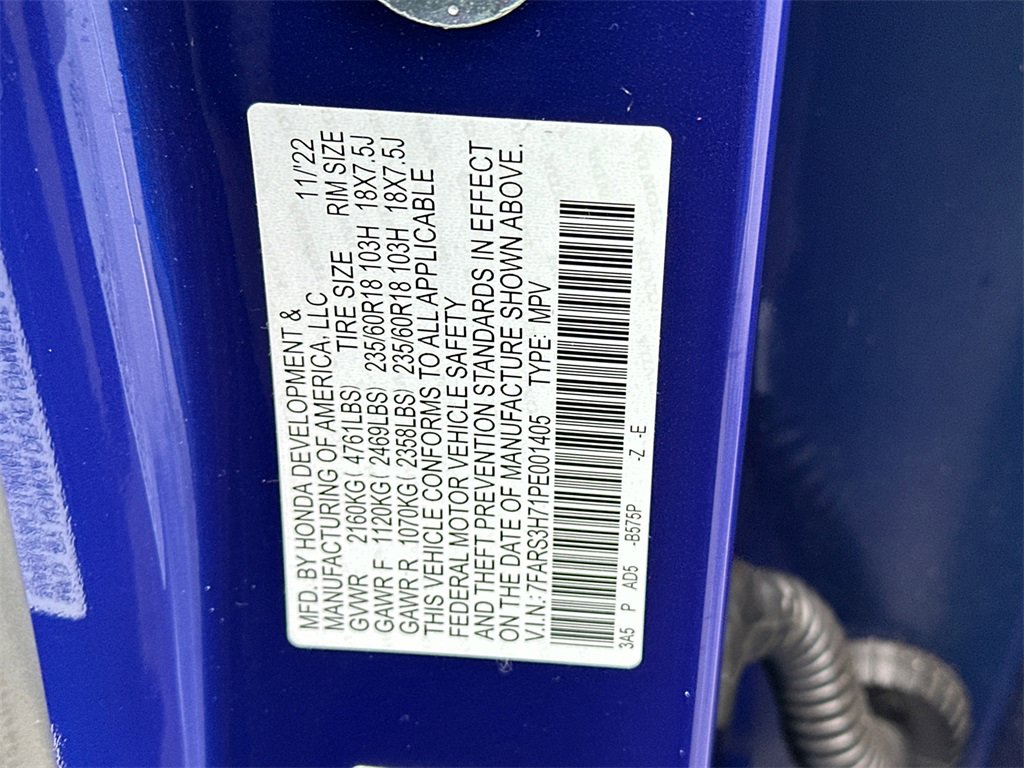 MFD. BY HONDA DEVELOPMENT & 11/'22
MANUFACTURING OF AMERICA, LLC
TIRE SIZE RIM SIZE
GVWR 2160KG( 4761LBS)
GAWR F 1120KG( 2469LBS) 235/60R18 103H 18X7.5J
GAWR R 1070KG( 2358LBS) 235/60R18 103H 18X7.5J
THIS VEHICLE CONFORMS TO ALL APPLICABLE
FEDERAL MOTOR VEHICLE SAFETY
AND THEFT PREVENTION STANDARDS IN EFFECT
ON THE DATE OF MANUFACTURE SHOWN ABOVE.
V.I.N.: 7FARS3H71PE001405 TYPE: MPV
3A5 P AD5 -B575P -Z -E